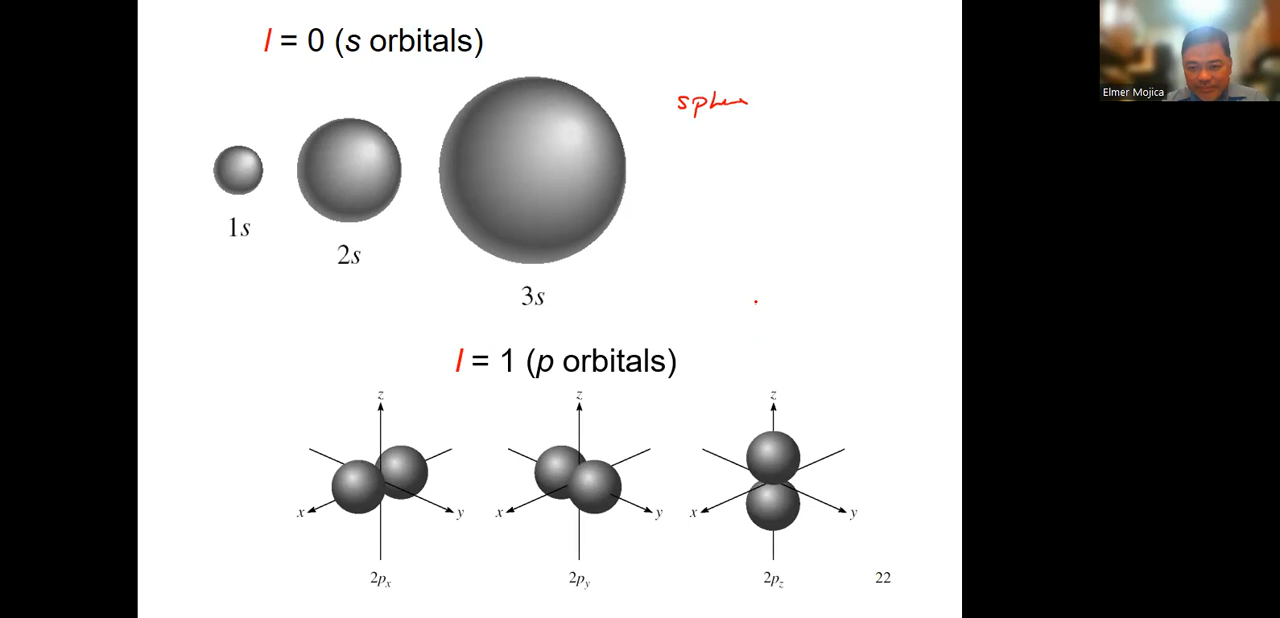 l = 0 (s orbitals)
Elmer Mojica
1s
2s
3s
l = 1 (p orbitals)
z
z
z
x
y
x
y
x
y
2px
2py
2pz
22